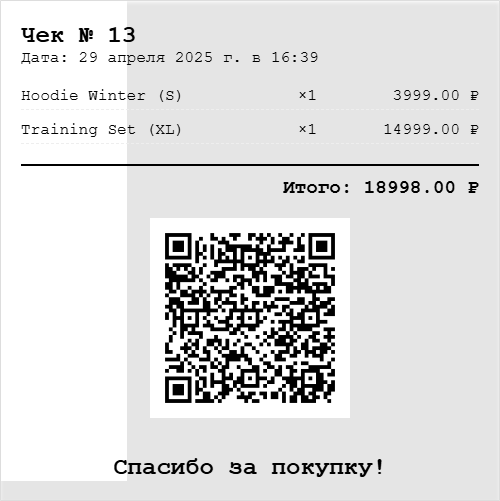 Чек № 13
Дата: 29 апреля 2025 г. в 16:39
Hoodie Winter (S) ×1 3999.00 ₽
Training Set (XL) ×1 14999.00 ₽
Итого: 18998.00 ₽
Спасибо за покупку!